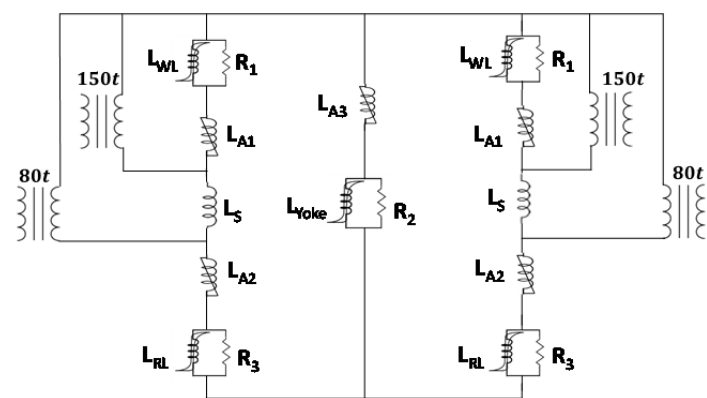 L_WL R_1
150t
L_A1
80t
L_S
L_A2
L_RL R_3
L_A3
L_Yoke R_2
L_WL R_1
150t
L_A1
80t
L_S
L_A2
L_RL R_3